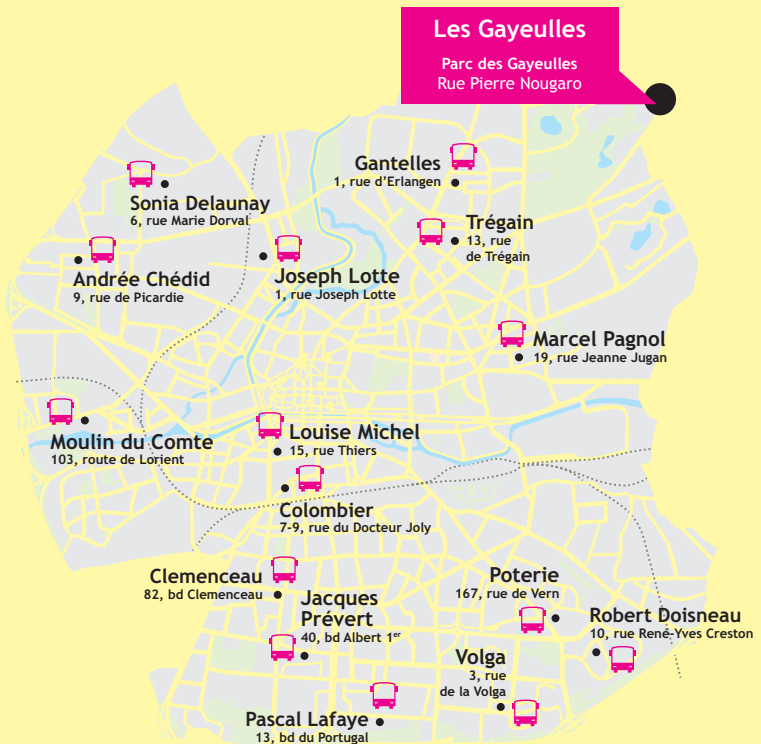 Les Gayeulles
Parc des Gayeulles
Rue Pierre Nougaro
Gantelles
1, rue d’Erlangen
Sonia Delaunay
6, rue Marie Dorval
Trégain
13, rue
de Trégain
Andrée Chédid
9, rue de Picardie
Joseph Lotte
1, rue Joseph Lotte
Marcel Pagnol
19, rue Jeanne Jugan
Moulin du Comte
103, route de Lorient
Louise Michel
15, rue Thiers
Colombier
7-9, rue du Docteur Joly
Clemenceau
82, bd Clemenceau
Jacques
Prévert
40, bd Albert 1er
Poterie
167, rue de Vern
Robert Doisneau
10, rue René-Yves Creston
Volga
3, rue
de la Volga
Pascal Lafaye
13, bd du Portugal